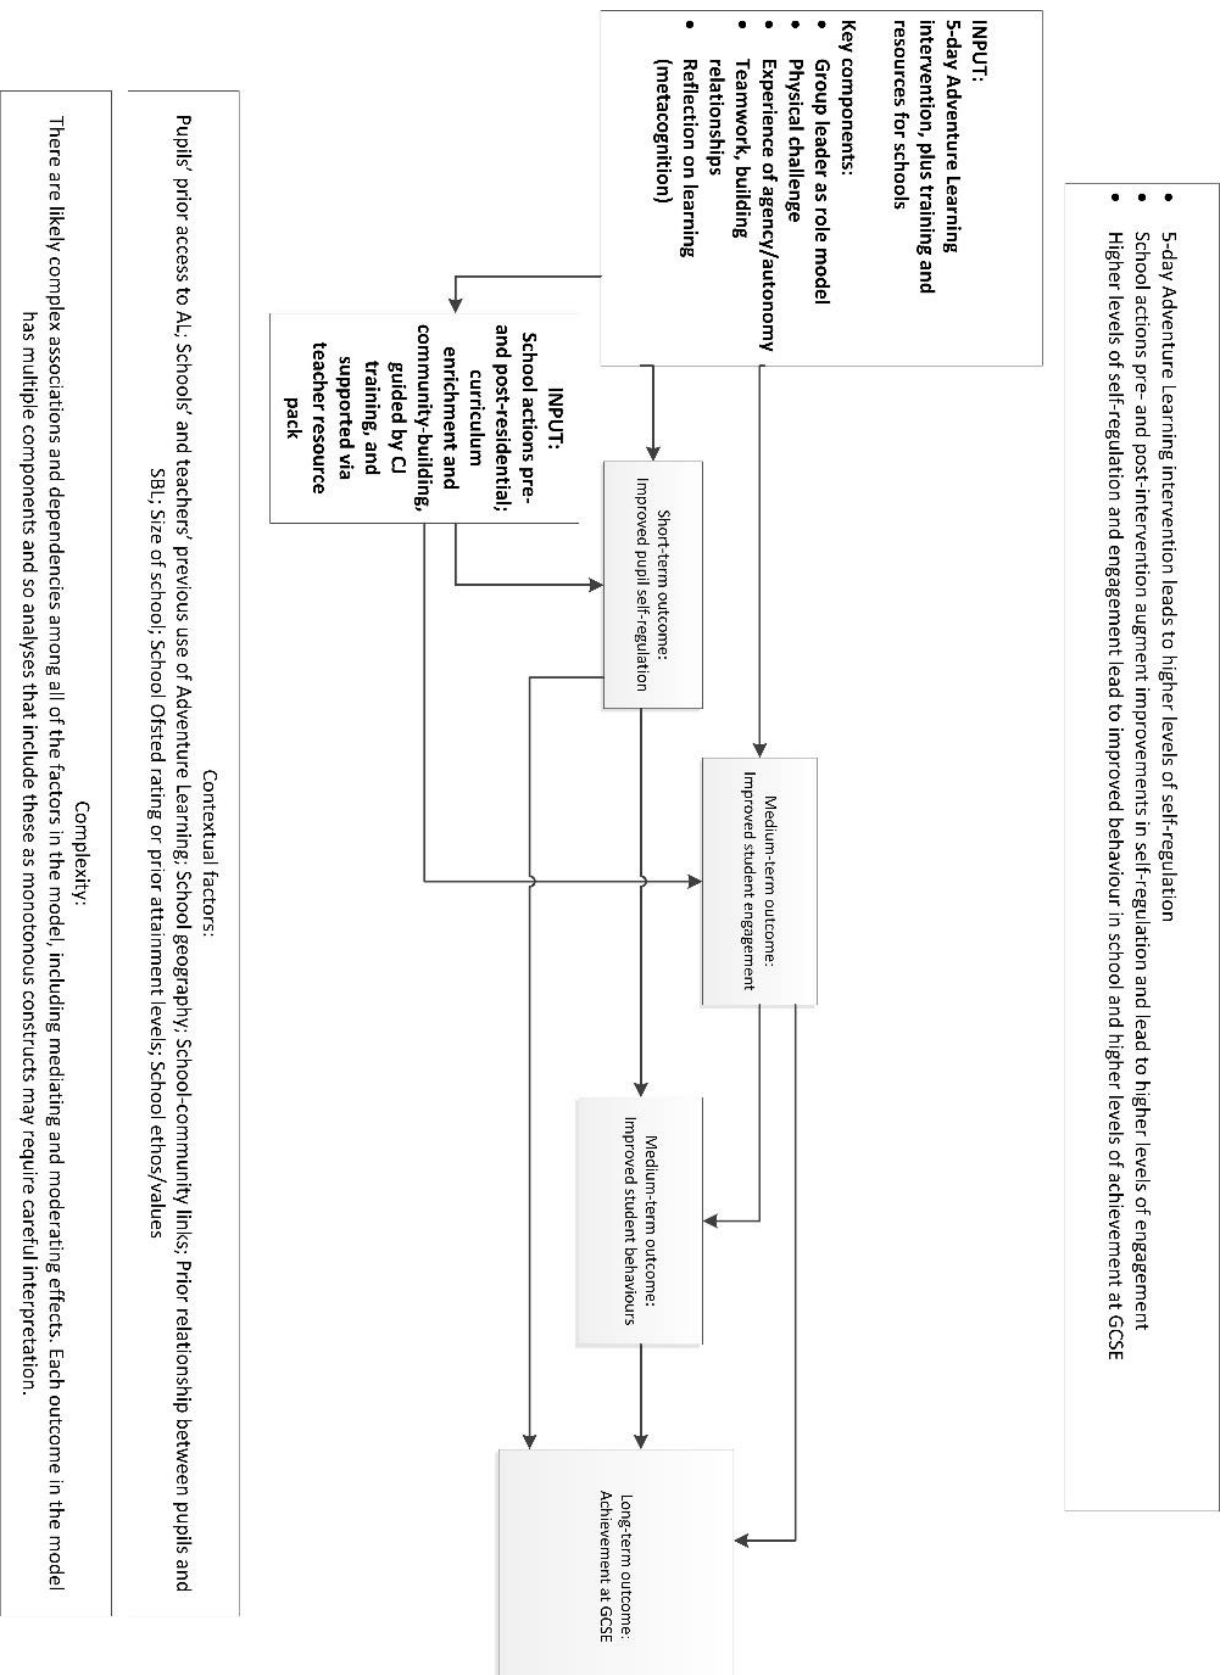 • 5-day Adventure Learning intervention leads to higher levels of self-regulation
• School actions pre- and post-intervention augment improvements in self-regulation and lead to higher levels of engagement
• Higher levels of self-regulation and engagement lead to improved behaviour in school and higher levels of achievement at GCSE
INPUT:
5-day Adventure Learning
intervention, plus training and
resources for schools
Key components:
• Group leader as role model
• Physical challenge
• Experience of agency/autonomy
• Teamwork, building
relationships
• Reflection on learning
(metacognition)
INPUT:
School actions pre-
and post-residential;
curriculum
enrichment and
community-building,
guided by CJ
training, and
supported via
teacher resource
pack
Short-term outcome:
Improved pupil self-regulation
Medium-term outcome:
Improved student engagement
Medium-term outcome:
Improved student behaviours
Long-term outcome:
Achievement at GCSE
Contextual factors:
Pupils' prior access to AL; Schools' and teachers' previous use of Adventure Learning; School geography; School-community links; Prior relationship between pupils and
SBL; Size of school; School Ofsted rating or prior attainment levels; School ethos/values
Complexity:
There are likely complex associations and dependencies among all of the factors in the model, including mediating and moderating effects. Each outcome in the model
has multiple components and so analyses that include these as monotonous constructs may require careful interpretation.